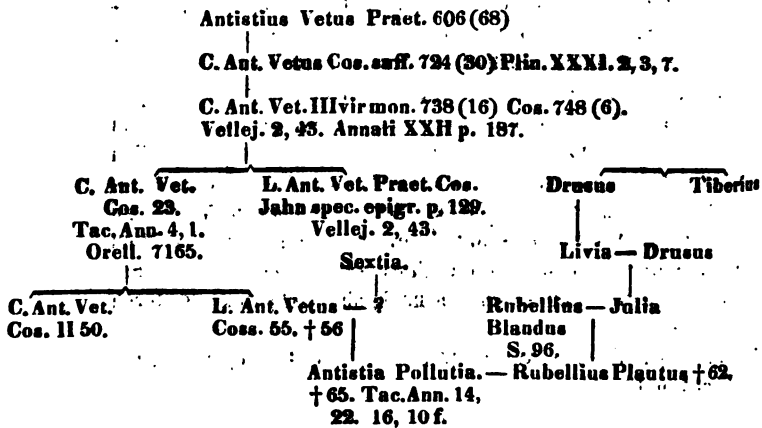 Antistius Vetus Praet. 606 (68)
C. Ant. Vetus Cos. suff. 724 (30) Plin. XXXI. 2, 3, 7.
C. Ant. Vet. IIIvir mon. 738 (16) Cos. 748 (6).
Vellej. 2, 43. Annali XXII p. 187.
C. Ant. Vet. L. Ant. Vet. Praet. Cos. Drusus Tiberius
Cos. 23. Jahn spec. epigr. p. 129.
Tac. Ann. 4, 1. Vellej. 2, 43.
Orell. 7165. Livia — Drusus
Sextia.
C. Ant. Vet. L. Ant. Vetus — ? Rubellius — Julia
Cos. II 50. Coss. 55. † 56 Blandus
S. 96.
Antistia Pollutia. — Rubellius Plautus † 62.
† 65. Tac. Ann. 14,
22. 16, 10 f.